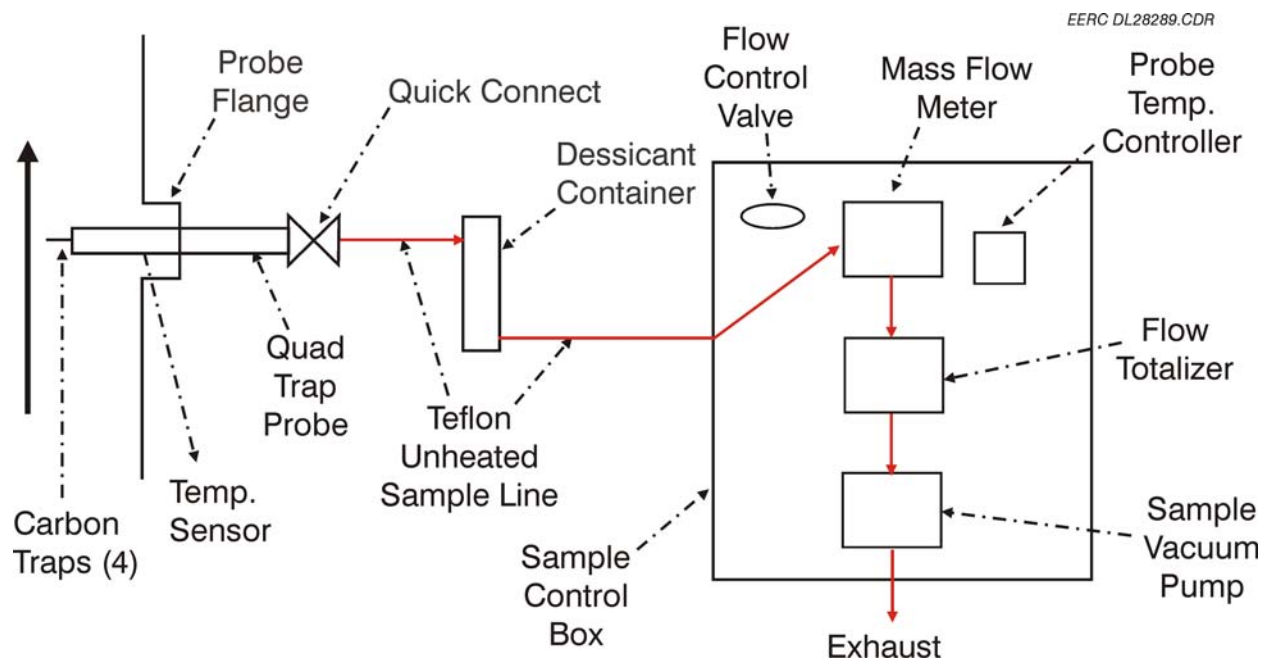 EERC DL28289.CDR
Probe
Flange
Quick Connect
Dessicant
Container
Flow
Control
Valve
Mass Flow
Meter
Probe
Temp.
Controller
Quad
Trap
Probe
Teflon
Unheated
Sample Line
Flow
Totalizer
Temp.
Sensor
Carbon
Traps (4)
Sample
Control
Box
Sample
Vacuum
Pump
Exhaust